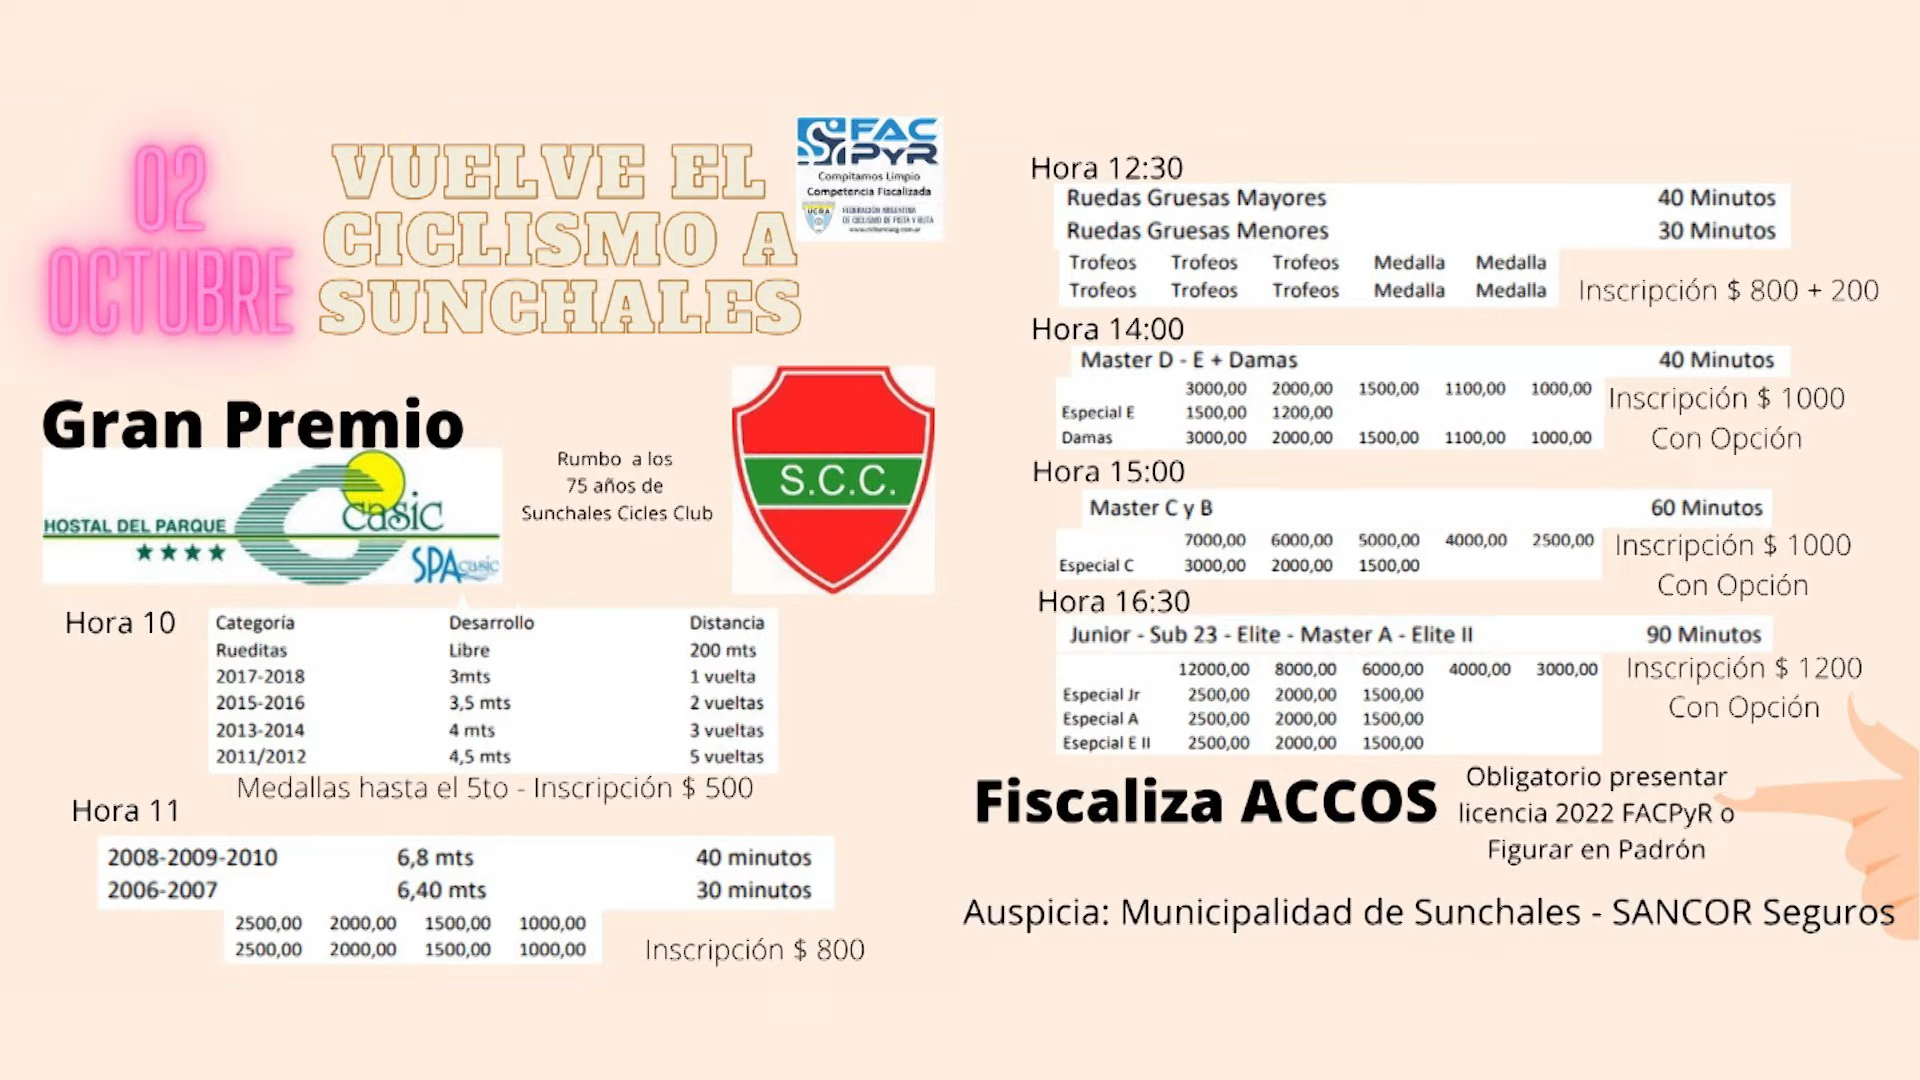 02
OCTUBRE
VUELVE EL
CICLISMO A
SUNCHALES
FAC
PYR
Compitamos Limpio
Competencia Fiscalizada
UCRA
FEDERACIÓN ARGENTINA
DE CICLISMO DE PISTA Y RUTA
Gran Premio
HOSTAL DEL PARQUE
casic
SPA casic
Rumbo a los
75 años de
Sunchales Cicles Club
S.C.C.
Hora 10
Categoría Desarrollo Distancia
Rueditas Libre 200 mts
2017-2018 3mts 1 vuelta
2015-2016 3,5 mts 2 vueltas
2013-2014 4 mts 3 vueltas
2011/2012 4,5 mts 5 vueltas
Medallas hasta el 5to - Inscripción $ 500
Hora 11
2008-2009-2010 6,8 mts 40 minutos
2006-2007 6,40 mts 30 minutos
2500,00 2000,00 1500,00 1000,00
2500,00 2000,00 1500,00 1000,00
Inscripción $ 800
Hora 12:30
Ruedas Gruesas Mayores 40 Minutos
Ruedas Gruesas Menores 30 Minutos
Trofeos Trofeos Trofeos Medalla Medalla
Trofeos Trofeos Trofeos Medalla Medalla
Inscripción $ 800 + 200
Hora 14:00
Master D - E + Damas 40 Minutos
3000,00 2000,00 1500,00 1100,00 1000,00
Especial E 1500,00 1200,00
Damas 3000,00 2000,00 1500,00 1100,00 1000,00
Inscripción $ 1000
Con Opción
Hora 15:00
Master C y B 60 Minutos
7000,00 6000,00 5000,00 4000,00 2500,00
Especial C 3000,00 2000,00 1500,00
Inscripción $ 1000
Con Opción
Hora 16:30
Junior - Sub 23 - Elite - Master A - Elite II 90 Minutos
12000,00 8000,00 6000,00 4000,00 3000,00
Especial Jr 2500,00 2000,00 1500,00
Especial A 2500,00 2000,00 1500,00
Esepcial E II 2500,00 2000,00 1500,00
Inscripción $ 1200
Con Opción
Fiscaliza ACCOS
Obligatorio presentar
licencia 2022 FACPyR o
Figurar en Padrón
Auspicia: Municipalidad de Sunchales - SANCOR Seguros